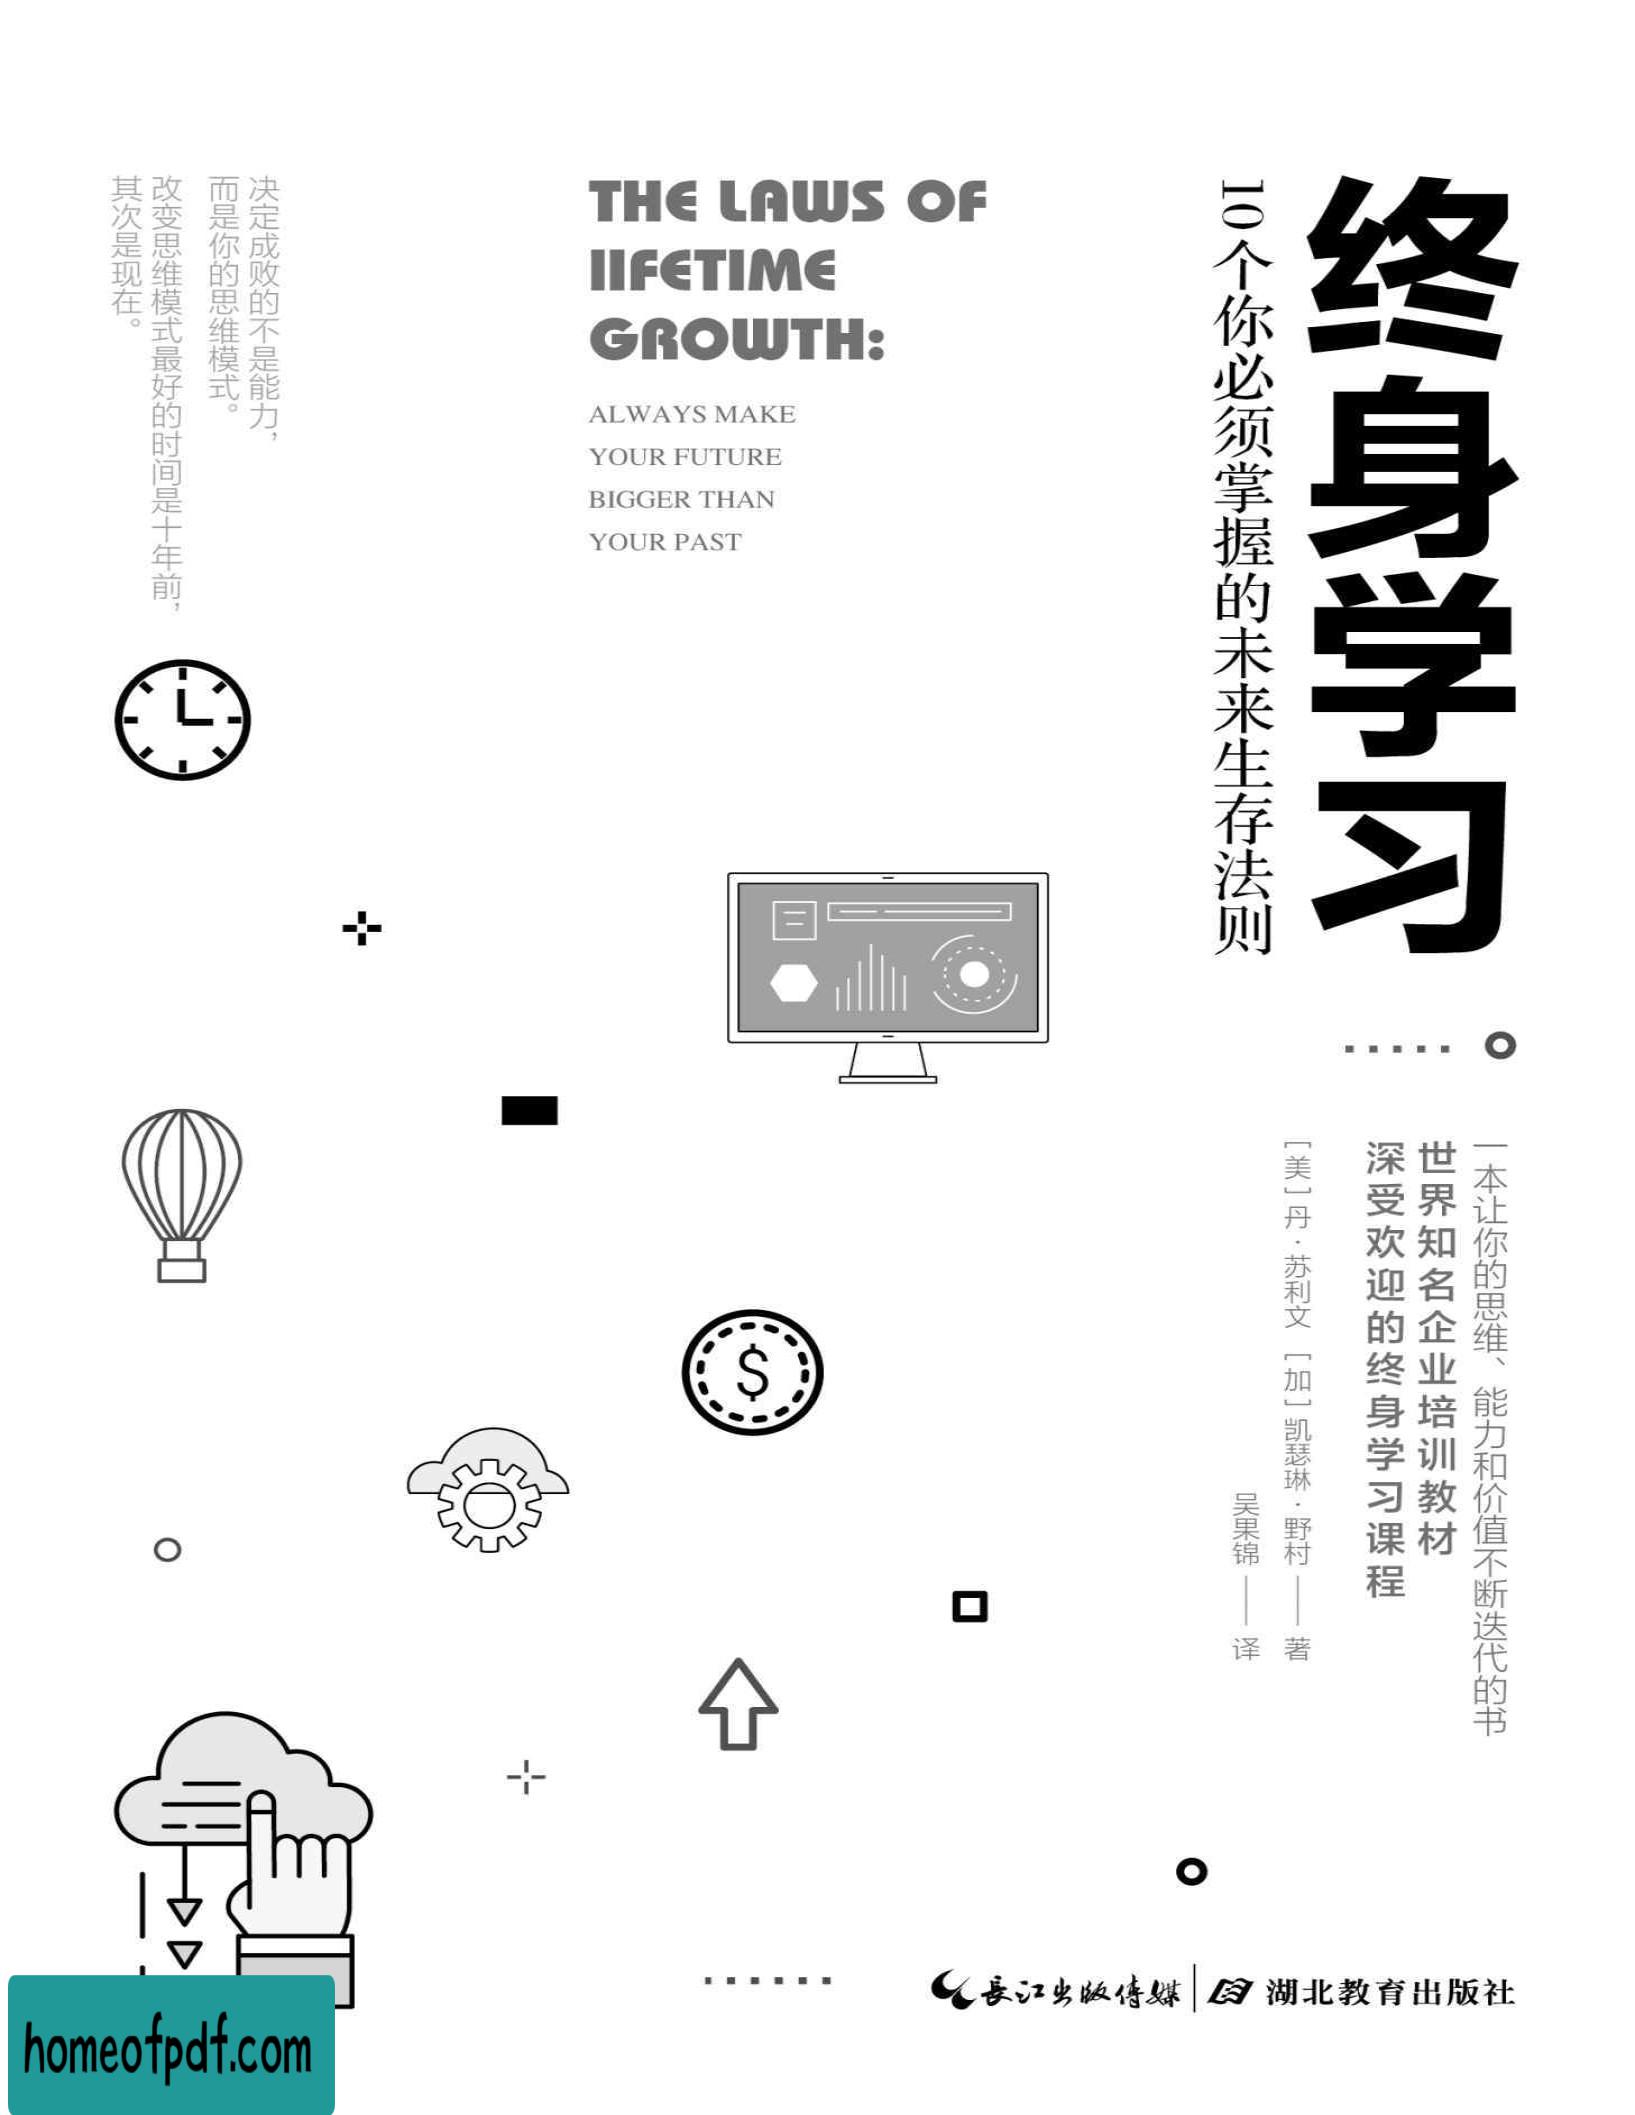 终身学习
10个你必须掌握的未来生存法则
THE LAWS OF
IIFETIME
GROWTH:
ALWAYS MAKE
YOUR FUTURE
BIGGER THAN
YOUR PAST
决定成败的不是能力,
而是你的思维模式。
改变思维模式最好的时间是十年前,
其次是现在。
一本让你的思维、能力和价值不断迭代的书
世界知名企业培训教材
深受欢迎的终身学习课程
[美]丹·苏利文 [加]凯瑟琳·野村——著
吴果锦——译
$
長江出版传媒
湖北教育出版社
homeofpdf.com